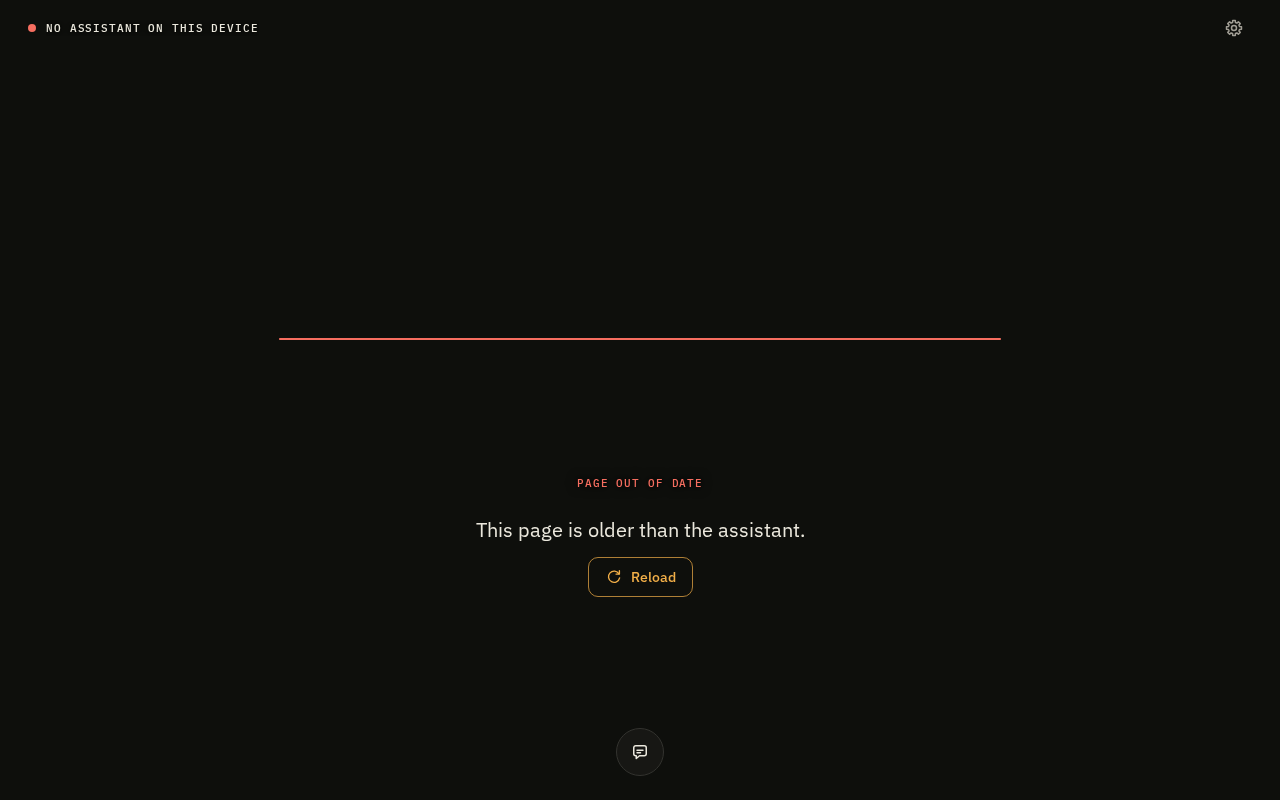 NO ASSISTANT ON THIS DEVICE
PAGE OUT OF DATE
This page is older than the assistant.
Reload